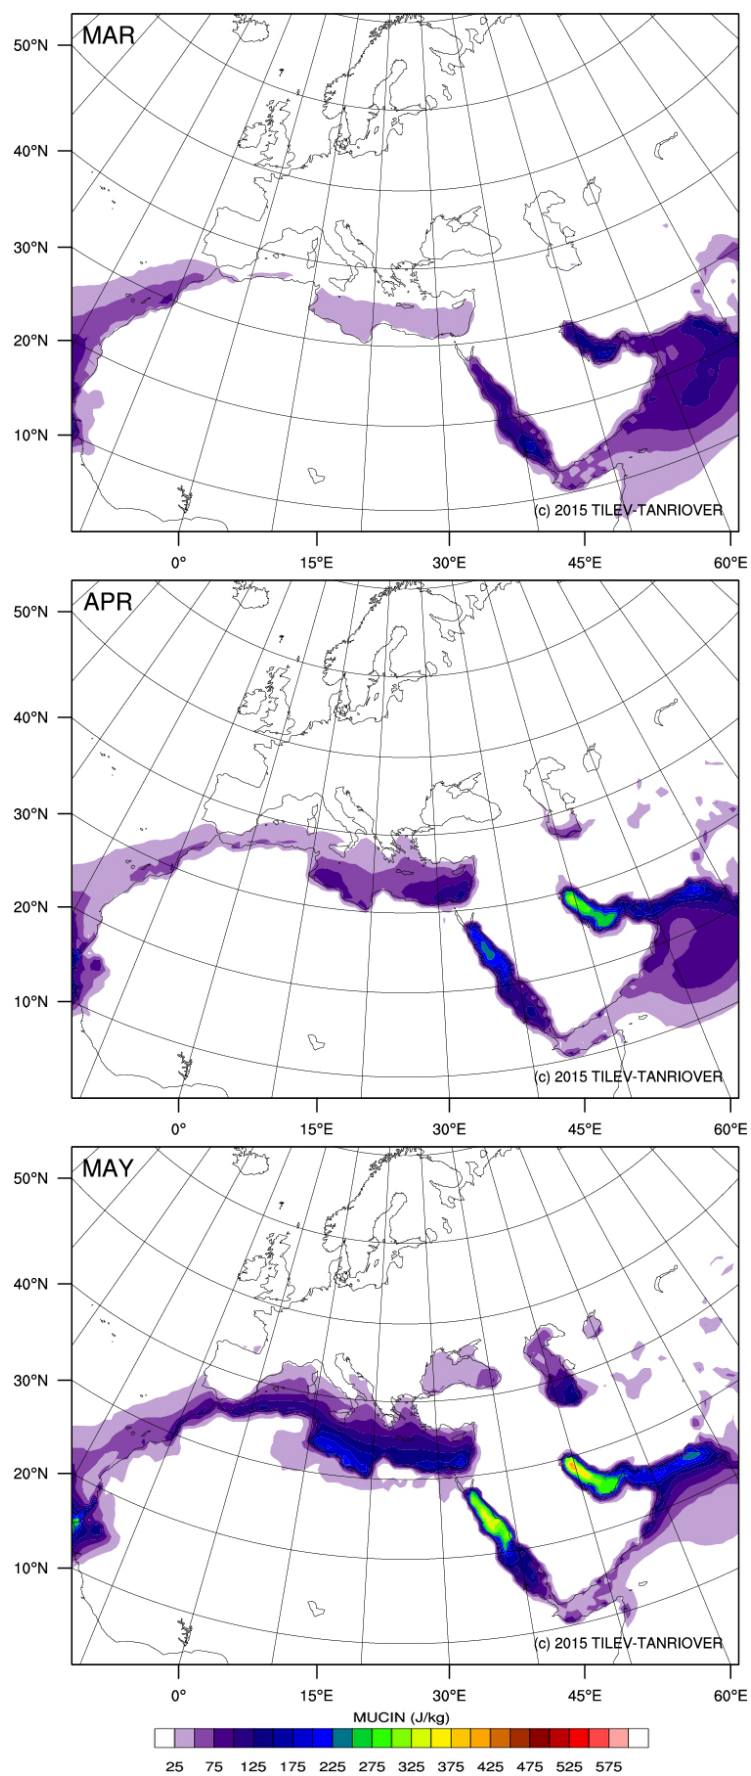 MAR
50°N
40°N
30°N
20°N
10°N
(c) 2015 TILEV-TANRIOVER
0° 15°E 30°E 45°E 60°E
APR
50°N
40°N
30°N
20°N
10°N
(c) 2015 TILEV-TANRIOVER
0° 15°E 30°E 45°E 60°E
MAY
50°N
40°N
30°N
20°N
10°N
(c) 2015 TILEV-TANRIOVER
0° 15°E 30°E 45°E 60°E
MUCIN (J/kg)
25 75 125 175 225 275 325 375 425 475 525 575